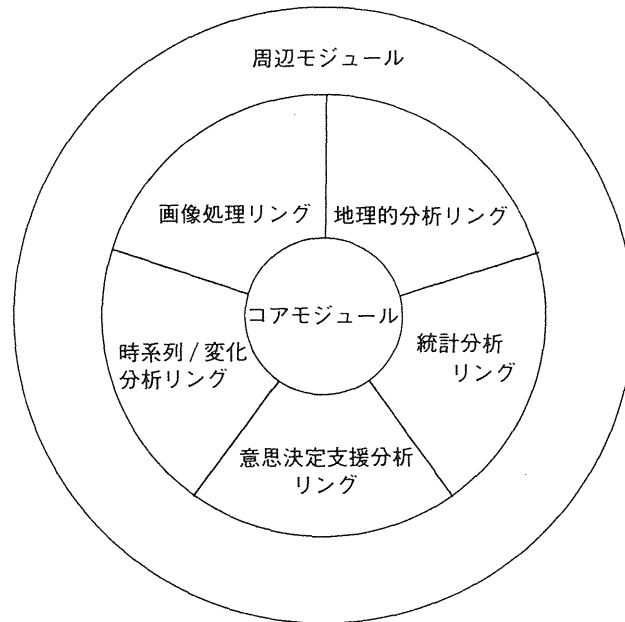 周辺モジュール
画像処理リング
地理的分析リング
コアモジュール
時系列/変化
分析リング
統計分析
リング
意思決定支援分析
リング